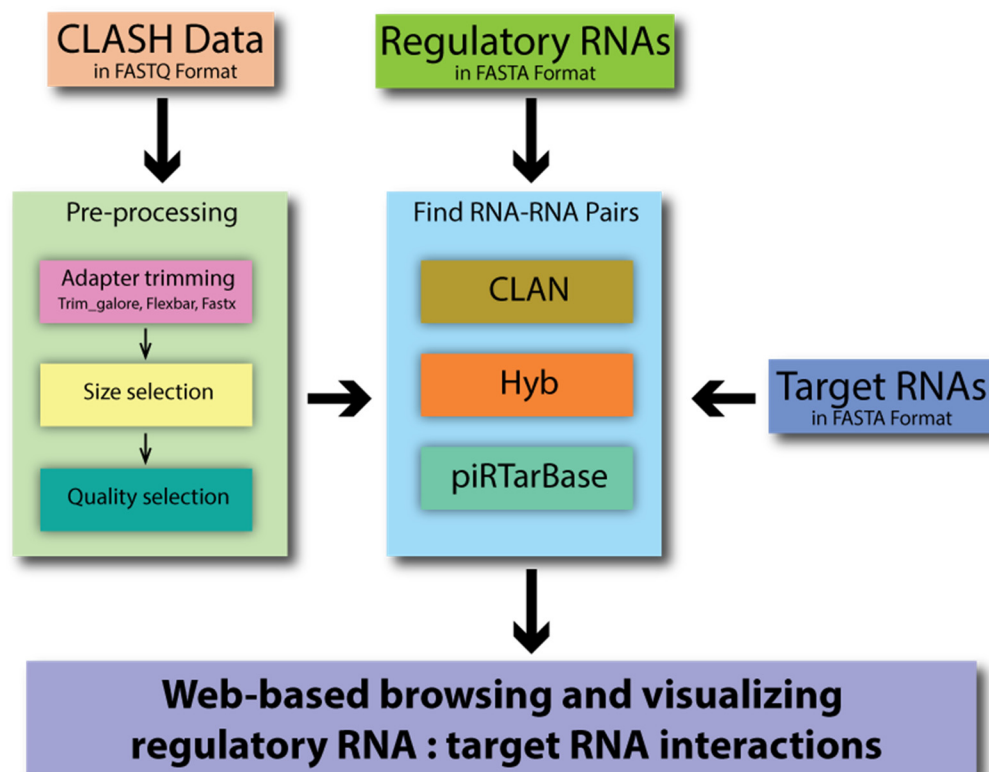 CLASH Data
in FASTQ Format
Regulatory RNAs
in FASTA Format
Pre-processing
Adapter trimming
Trim_galore, Flexbar, Fastx
Size selection
Quality selection
Find RNA-RNA Pairs
CLAN
Hyb
piRTarBase
Target RNAs
in FASTA Format
Web-based browsing and visualizing
regulatory RNA : target RNA interactions